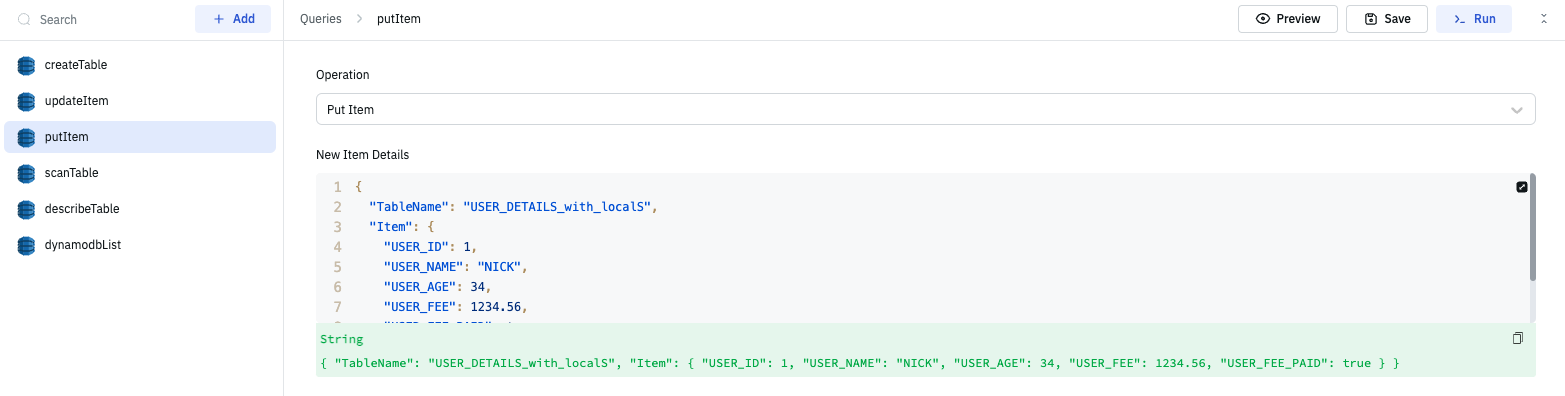 Search
+ Add
Queries > putItem
Preview
Save
Run
createTable
updateItem
putItem
scanTable
describeTable
dynamodbList
Operation
Put Item
New Item Details
1 {
2 "TableName": "USER_DETAILS_with_localS",
3 "Item": {
4 "USER_ID": 1,
5 "USER_NAME": "NICK",
6 "USER_AGE": 34,
7 "USER_FEE": 1234.56,
String
{ "TableName": "USER_DETAILS_with_localS", "Item": { "USER_ID": 1, "USER_NAME": "NICK", "USER_AGE": 34, "USER_FEE": 1234.56, "USER_FEE_PAID": true } }